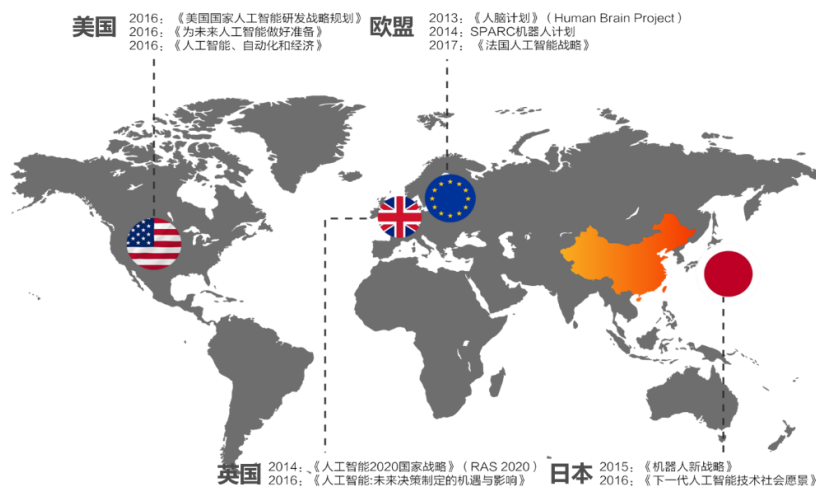 美国
2016：《美国国家人工智能研发战略规划》
2016：《为未来人工智能做好准备》
2016：《人工智能、自动化和经济》
欧盟
2013：《人脑计划》（Human Brain Project）
2014：SPARC机器人计划
2017：《法国人工智能战略》
英国
2014：《人工智能2020国家战略》（RAS 2020）
2016：《人工智能:未来决策制定的机遇与影响》
日本
2015：《机器人新战略》
2016：《下一代人工智能技术社会愿景》